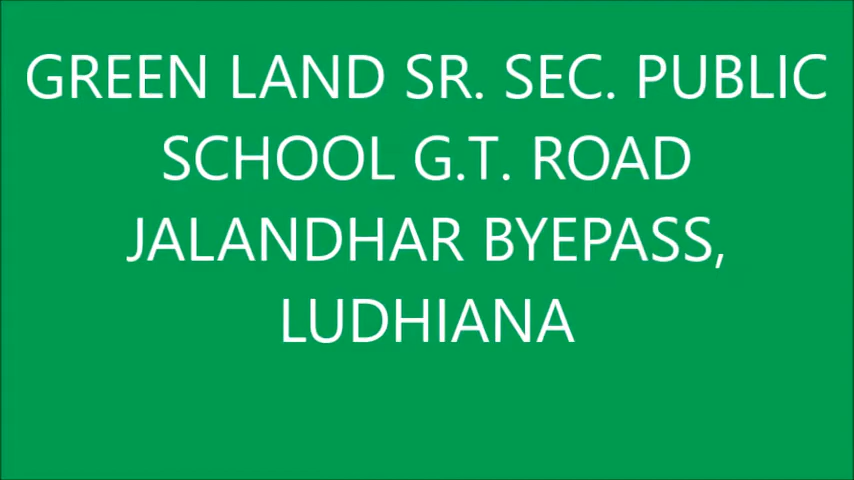 GREEN LAND SR. SEC. PUBLIC
SCHOOL G.T. ROAD
JALANDHAR BYEPASS,
LUDHIANA